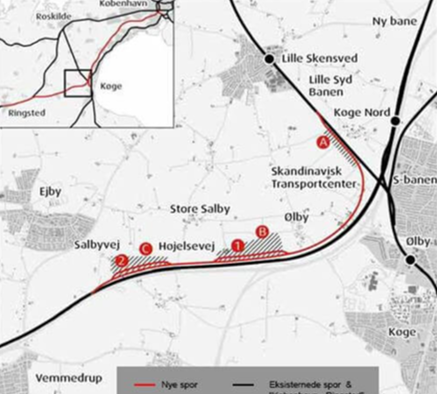 København
Roskilde
Køge
Ringsted
Ny bane
Lille Skensved
Lille Syd
Banen
Køge Nord
A
Skandinavisk
Transportcenter
S-banen
Ejby
Store Salby
Ølby
B
Salbyvej
C
Højelsevej
1
2
Ølby
Køge
Vemmedrup
Nye spor
Eksisternede spor &